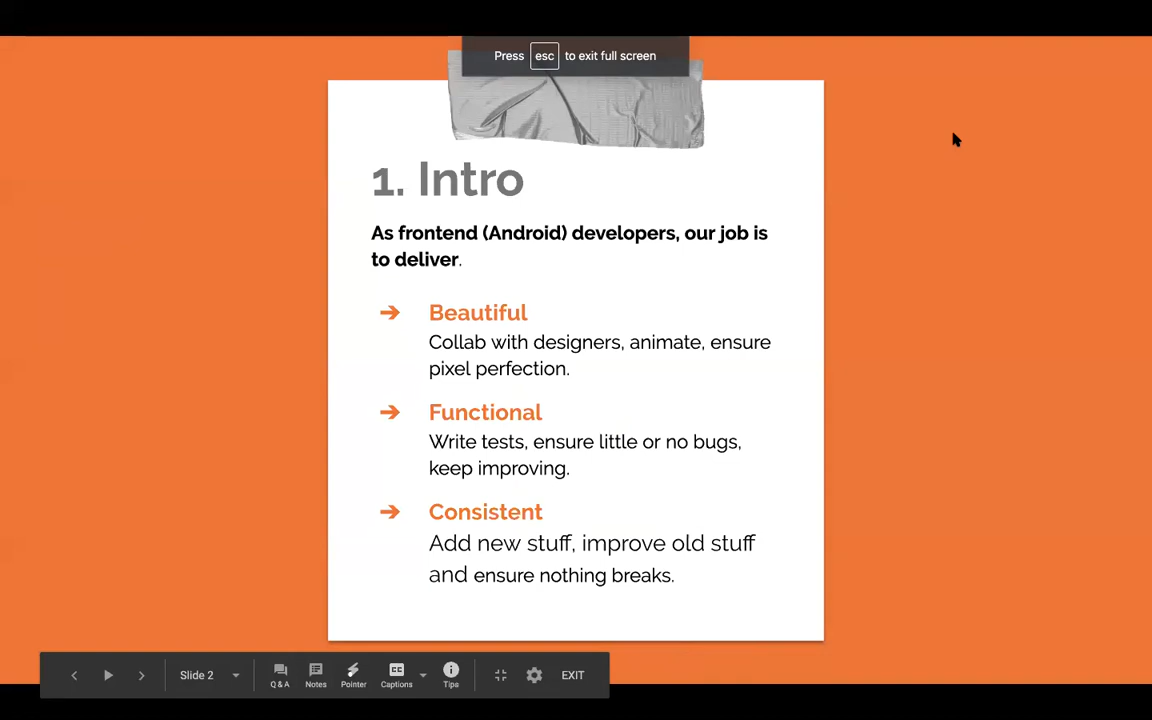 Press esc to exit full screen
1. Intro
As frontend (Android) developers, our job is
to deliver.
➔ Beautiful
Collab with designers, animate, ensure
pixel perfection.
➔ Functional
Write tests, ensure little or no bugs,
keep improving.
➔ Consistent
Add new stuff, improve old stuff
and ensure nothing breaks.
Slide 2 Q & A Notes Pointer CC Captions Tips EXIT